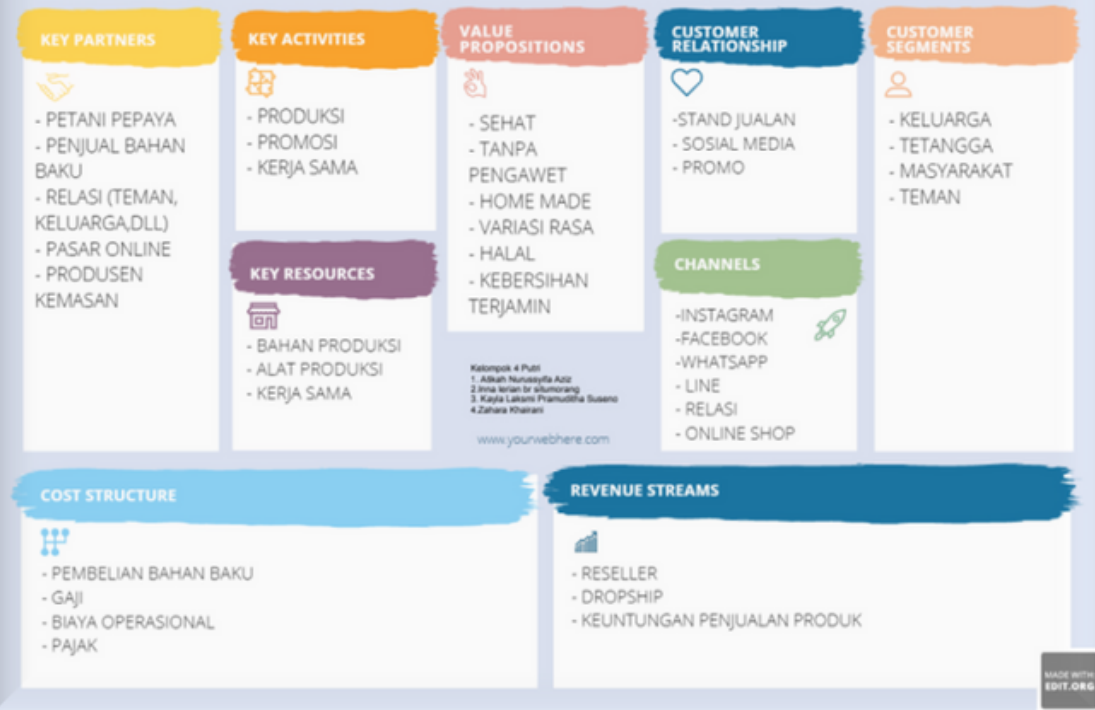 KEY PARTNERS
- PETANI PEPAYA
- PENJUAL BAHAN
BAKU
- RELASI (TEMAN,
KELUARGA,DLL)
- PASAR ONLINE
- PRODUSEN
KEMASAN
KEY ACTIVITIES
- PRODUKSI
- PROMOSI
- KERJA SAMA
KEY RESOURCES
- BAHAN PRODUKSI
- ALAT PRODUKSI
- KERJA SAMA
VALUE
PROPOSITIONS
- SEHAT
- TANPA
PENGAWET
- HOME MADE
- VARIASI RASA
- HALAL
- KEBERSIHAN
TERJAMIN
Kelompok 4 Putri
1. Atikah Nurussyifa Aziz
2.Inna lerian br situmorang
3. Kayla Laksmi Pramuditha Suseno
4.Zahara Khairani
www.yourwebhere.com
CUSTOMER
RELATIONSHIP
-STAND JUALAN
- SOSIAL MEDIA
- PROMO
CHANNELS
-INSTAGRAM
-FACEBOOK
-WHATSAPP
- LINE
- RELASI
- ONLINE SHOP
CUSTOMER
SEGMENTS
- KELUARGA
- TETANGGA
- MASYARAKAT
- TEMAN
COST STRUCTURE
- PEMBELIAN BAHAN BAKU
- GAJI
- BIAYA OPERASIONAL
- PAJAK
REVENUE STREAMS
- RESELLER
- DROPSHIP
- KEUNTUNGAN PENJUALAN PRODUK
MADE WITH
EDIT.ORG